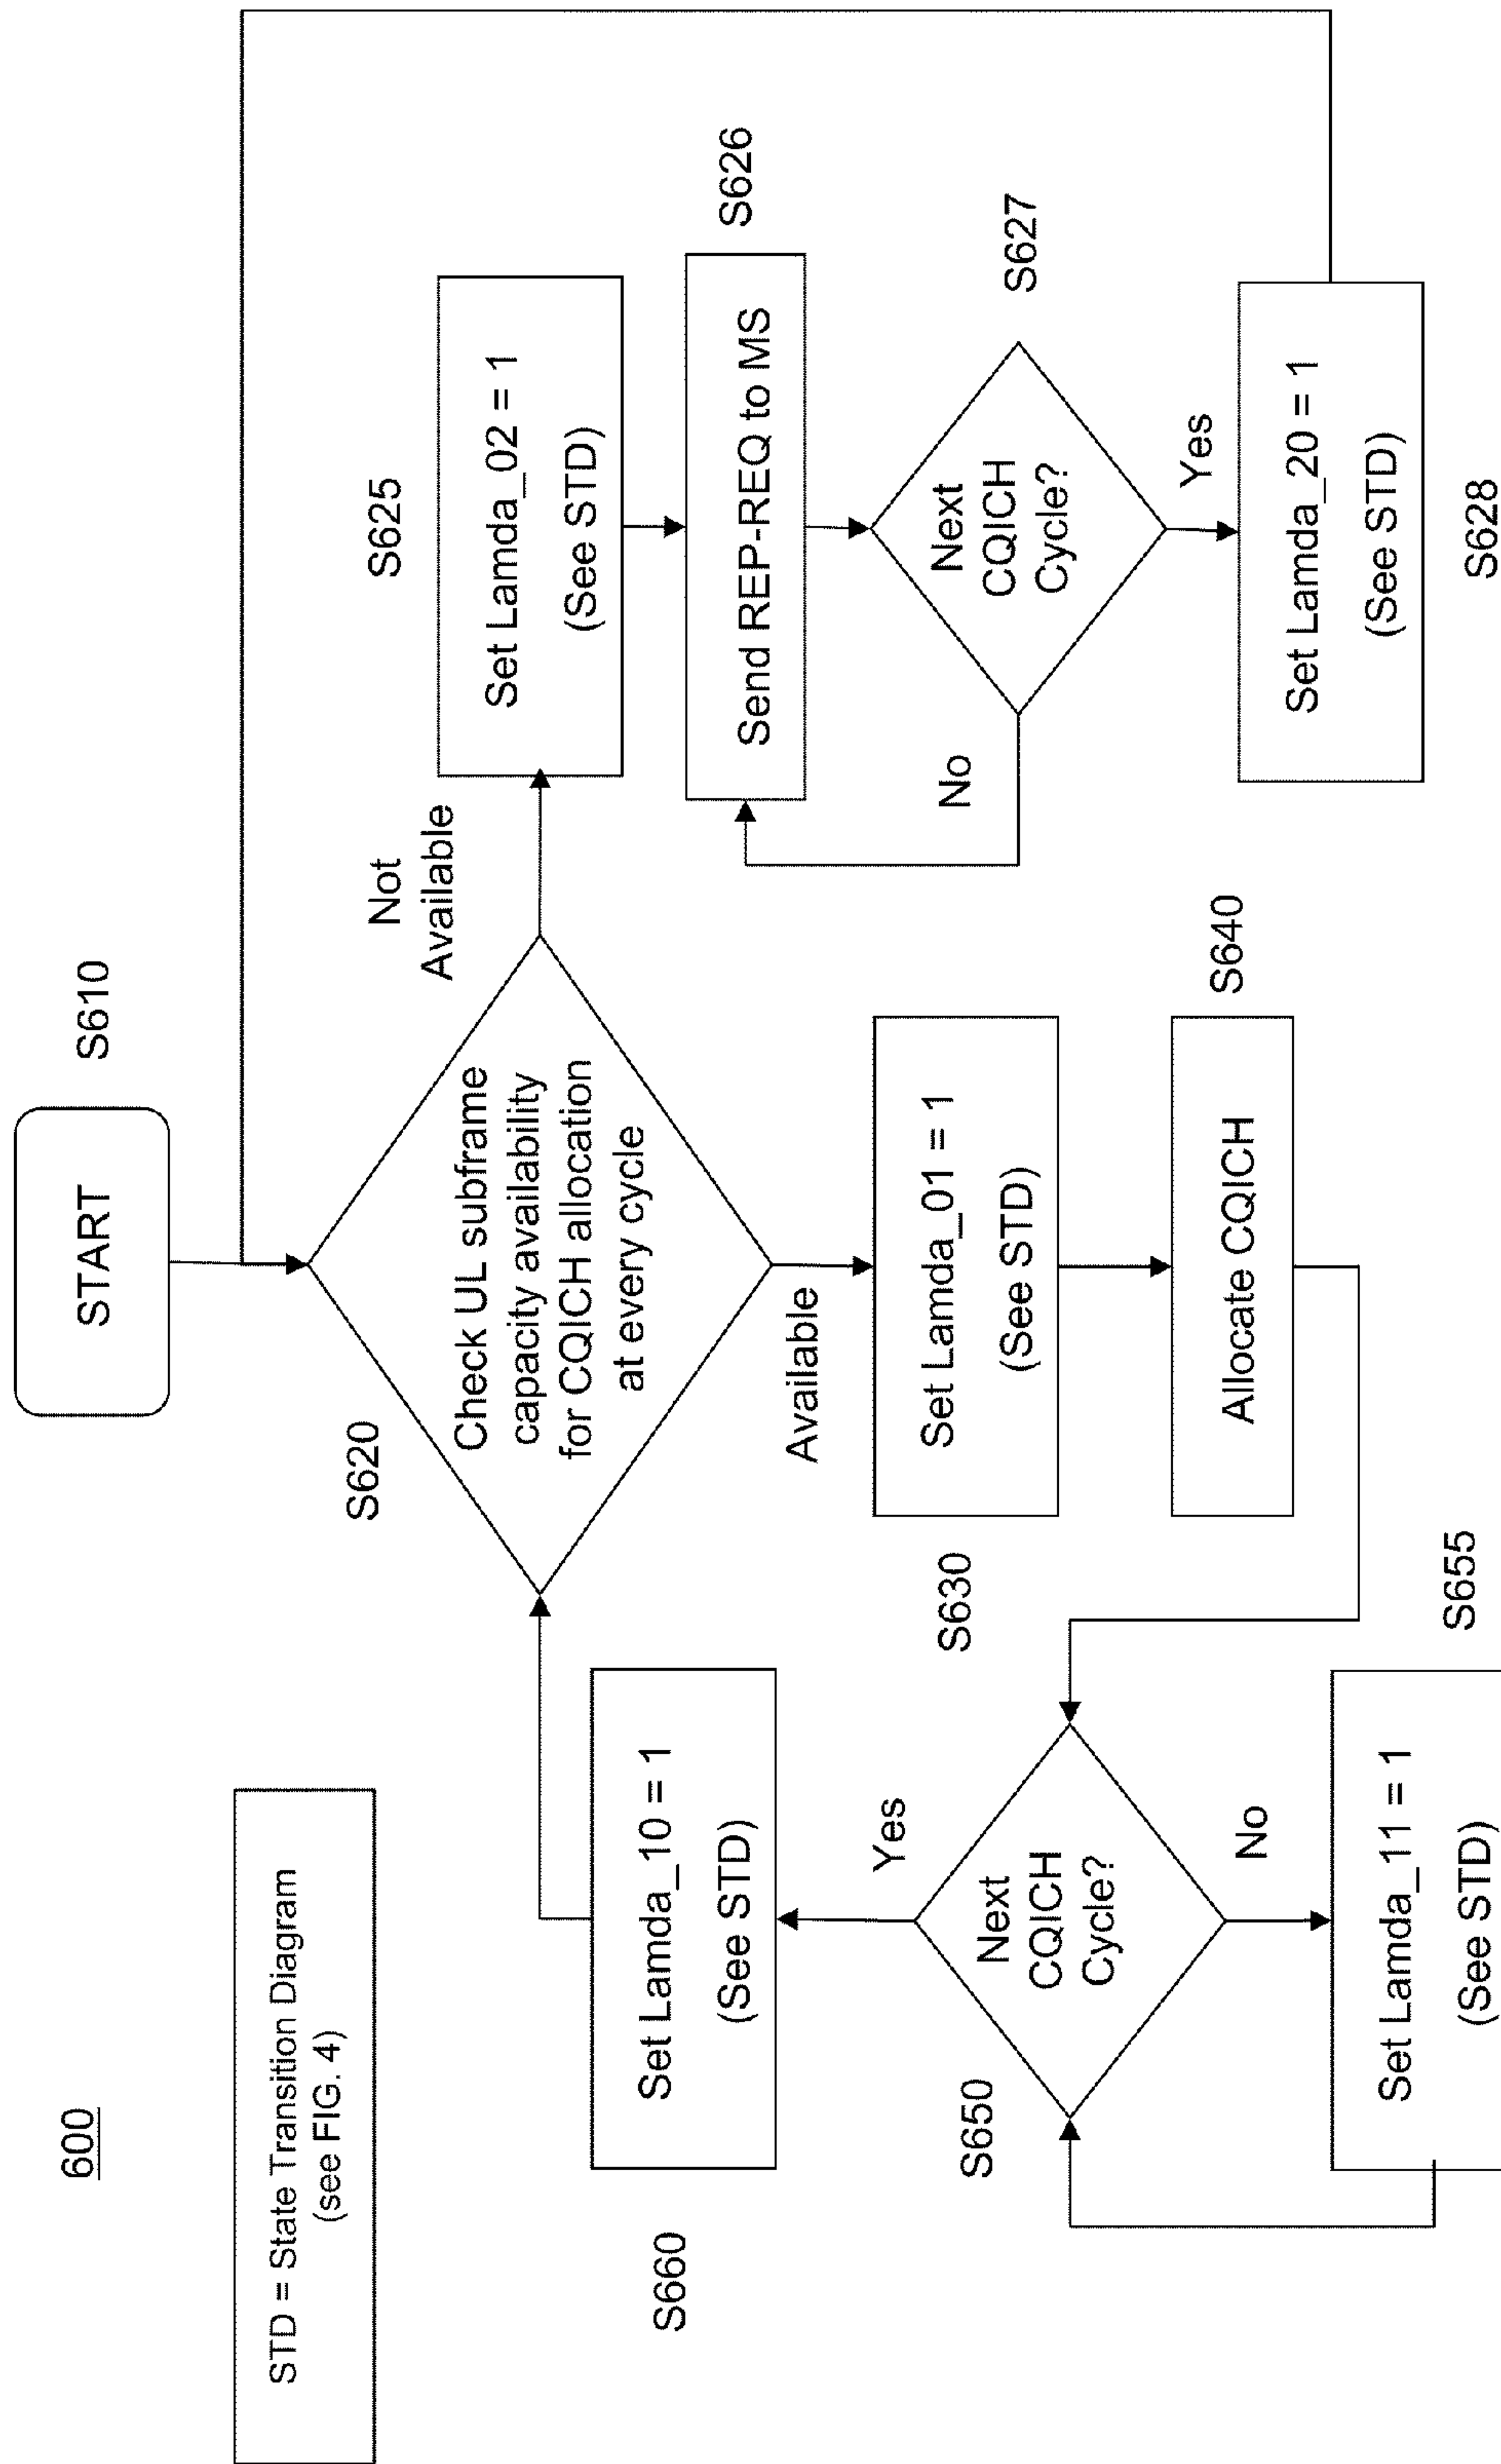 600
STD = State Transition Diagram
(see FIG. 4)
START
S610
S620
Check UL subframe
capacity availability
for CQICH allocation
at every cycle
Not
Available
S625
Set Lamda_02 = 1
(See STD)
Send REP-REQ to MS
S626
Next
CQICH
Cycle?
S627
No
Yes
Set Lamda_20 = 1
(See STD)
S628
Available
S630
Set Lamda_01 = 1
(See STD)
Allocate CQICH
S640
S650
Next
CQICH
Cycle?
Yes
No
S660
Set Lamda_10 = 1
(See STD)
S655
Set Lamda_11 = 1
(See STD)